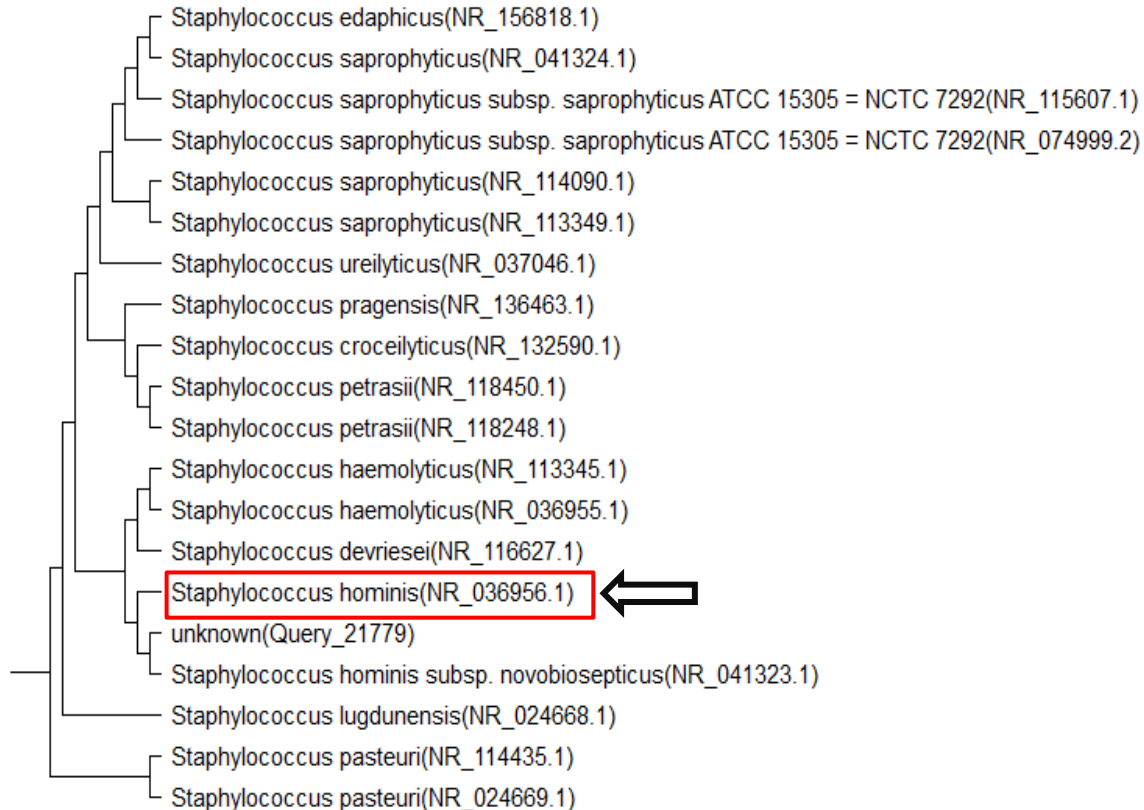 Staphylococcus edaphicus(NR_156818.1)
Staphylococcus saprophyticus(NR_041324.1)
Staphylococcus saprophyticus subsp. saprophyticus ATCC 15305 = NCTC 7292(NR_115607.1)
Staphylococcus saprophyticus subsp. saprophyticus ATCC 15305 = NCTC 7292(NR_074999.2)
Staphylococcus saprophyticus(NR_114090.1)
Staphylococcus saprophyticus(NR_113349.1)
Staphylococcus ureilyticus(NR_037046.1)
Staphylococcus pragensis(NR_136463.1)
Staphylococcus croceilyticus(NR_132590.1)
Staphylococcus petrasii(NR_118450.1)
Staphylococcus petrasii(NR_118248.1)
Staphylococcus haemolyticus(NR_113345.1)
Staphylococcus haemolyticus(NR_036955.1)
Staphylococcus devriesei(NR_116627.1)
Staphylococcus hominis(NR_036956.1)
unknown(Query_21779)
Staphylococcus hominis subsp. novobiosepticus(NR_041323.1)
Staphylococcus lugdunensis(NR_024668.1)
Staphylococcus pasteuri(NR_114435.1)
Staphylococcus pasteuri(NR_024669.1)